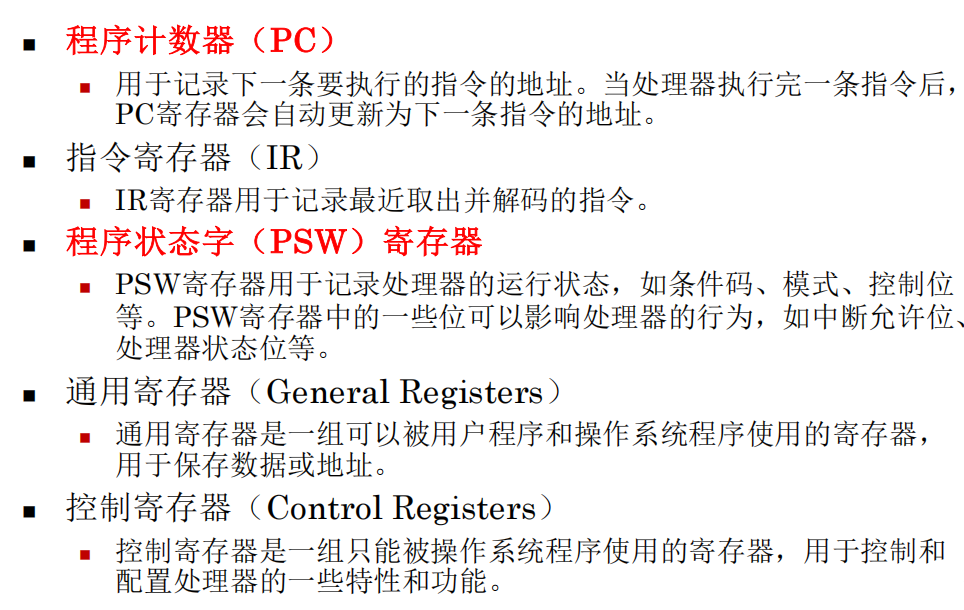 程序计数器（PC）
用于记录下一条要执行的指令的地址。当处理器执行完一条指令后，
PC寄存器会自动更新为下一条指令的地址。
指令寄存器（IR）
IR寄存器用于记录最近取出并解码的指令。
程序状态字（PSW）寄存器
PSW寄存器用于记录处理器的运行状态，如条件码、模式、控制位
等。PSW寄存器中的一些位可以影响处理器的行为，如中断允许位、
处理器状态位等。
通用寄存器（General Registers）
通用寄存器是一组可以被用户程序和操作系统程序使用的寄存器，
用于保存数据或地址。
控制寄存器（Control Registers）
控制寄存器是一组只能被操作系统程序使用的寄存器，用于控制和
配置处理器的一些特性和功能。